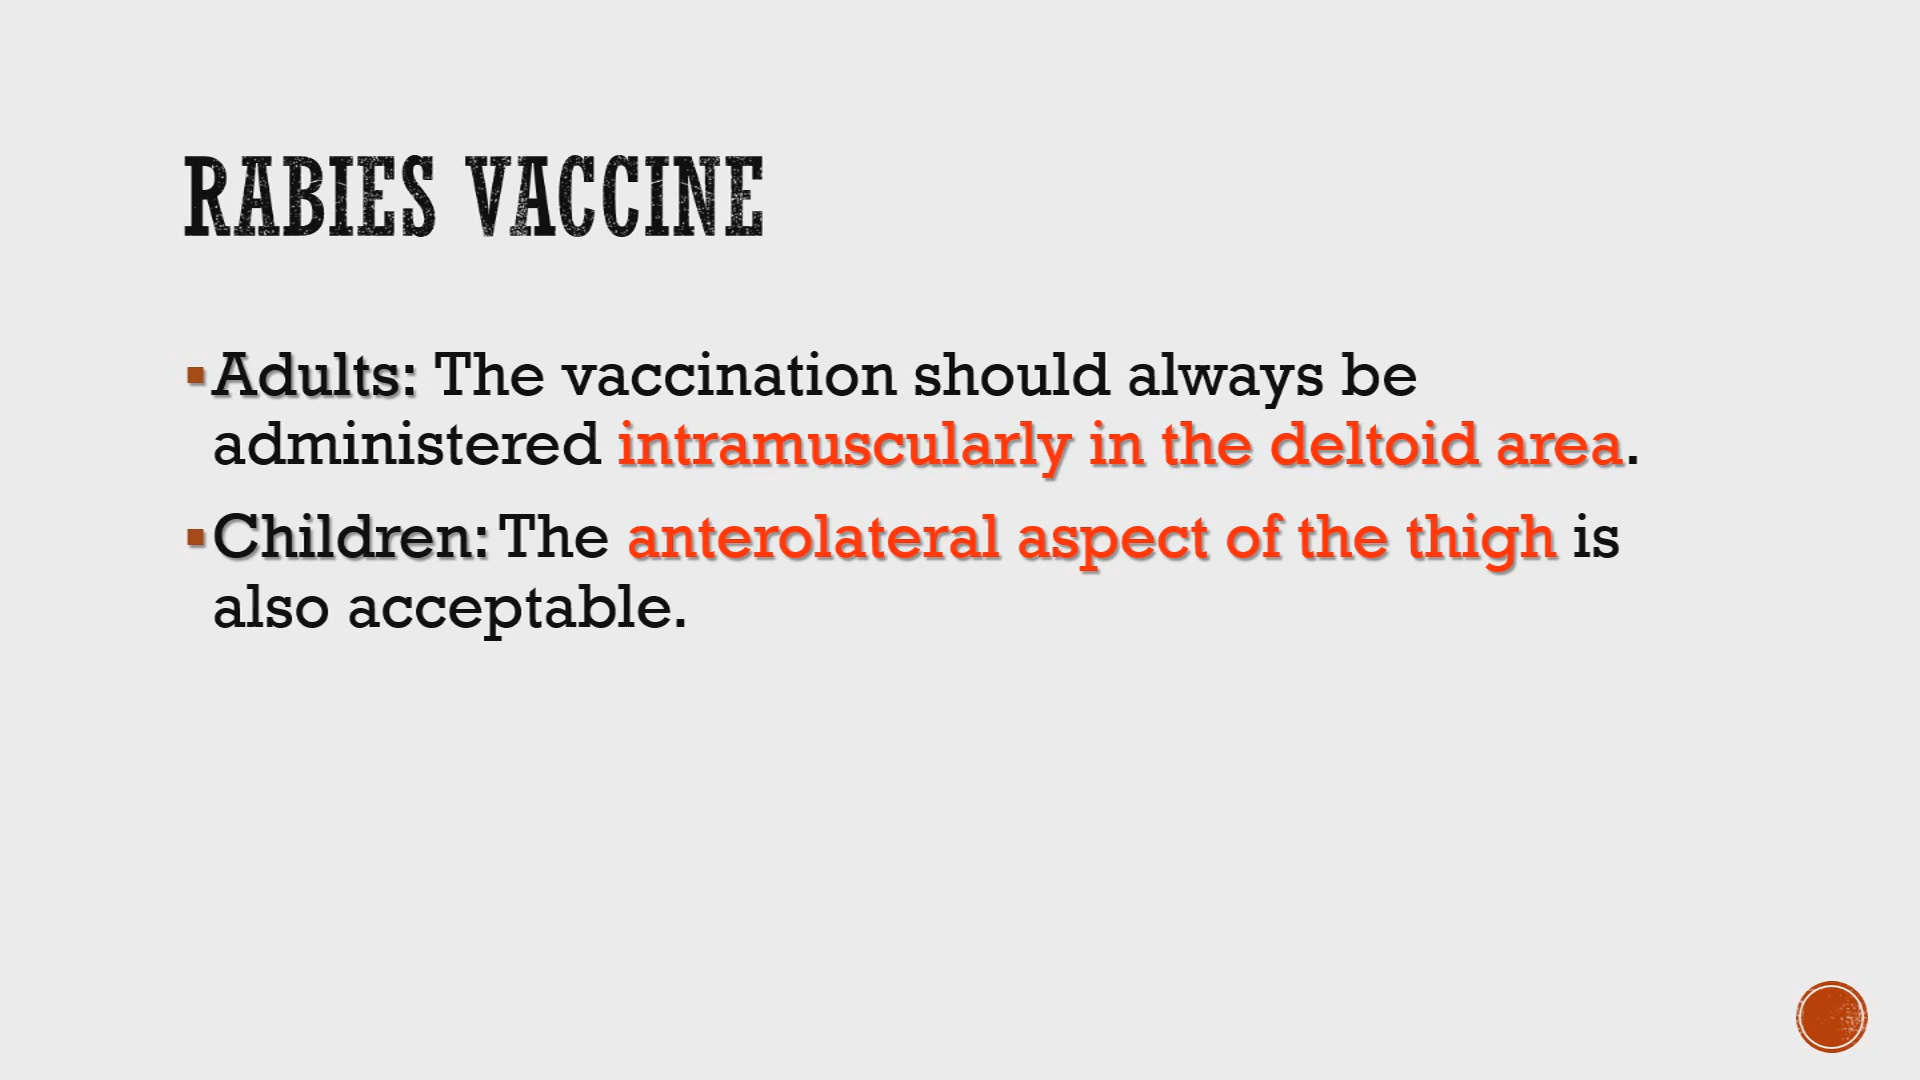 RABIES VACCINE
▪Adults: The vaccination should always be
administered intramuscularly in the deltoid area.
▪Children: The anterolateral aspect of the thigh is
also acceptable.